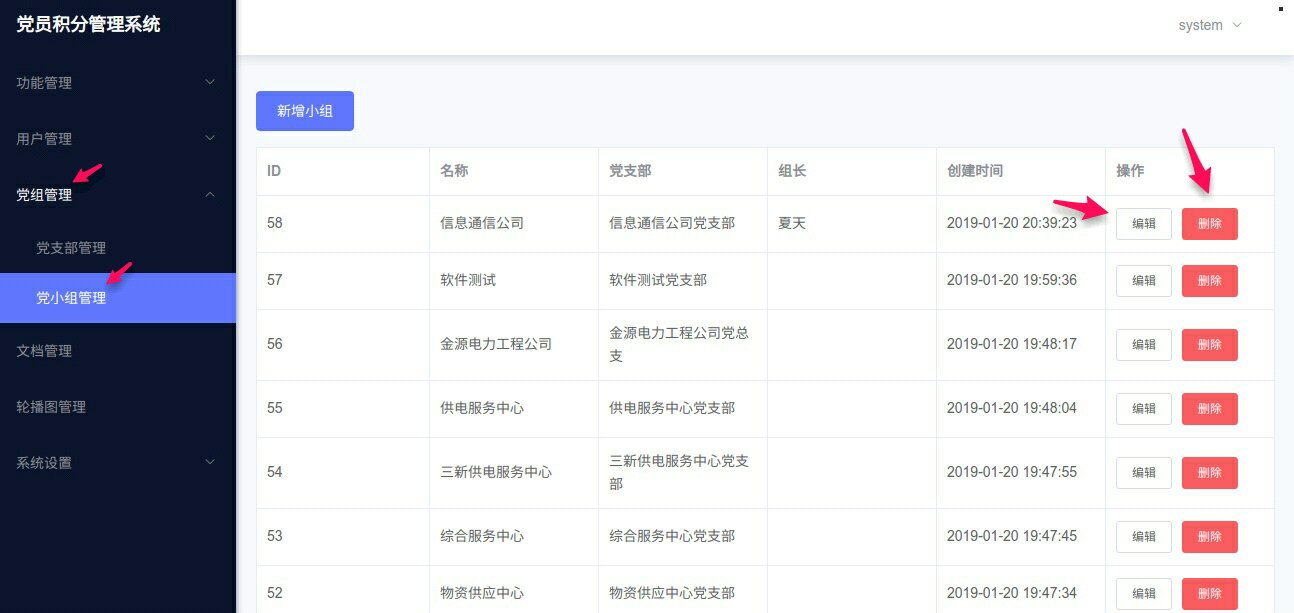 党员积分管理系统
system
功能管理
用户管理
党组管理
党支部管理
党小组管理
文档管理
轮播图管理
系统设置
新增小组
ID 名称 党支部 组长 创建时间 操作
58 信息通信公司 信息通信公司党支部 夏天 2019-01-20 20:39:23 编辑 删除
57 软件测试 软件测试党支部 2019-01-20 19:59:36 编辑 删除
56 金源电力工程公司 金源电力工程公司党总
支 2019-01-20 19:48:17 编辑 删除
55 供电服务中心 供电服务中心党支部 2019-01-20 19:48:04 编辑 删除
54 三新供电服务中心 三新供电服务中心党支
部 2019-01-20 19:47:55 编辑 删除
53 综合服务中心 综合服务中心党支部 2019-01-20 19:47:45 编辑 删除
52 物资供应中心 物资供应中心党支部 2019-01-20 19:47:34 编辑 删除